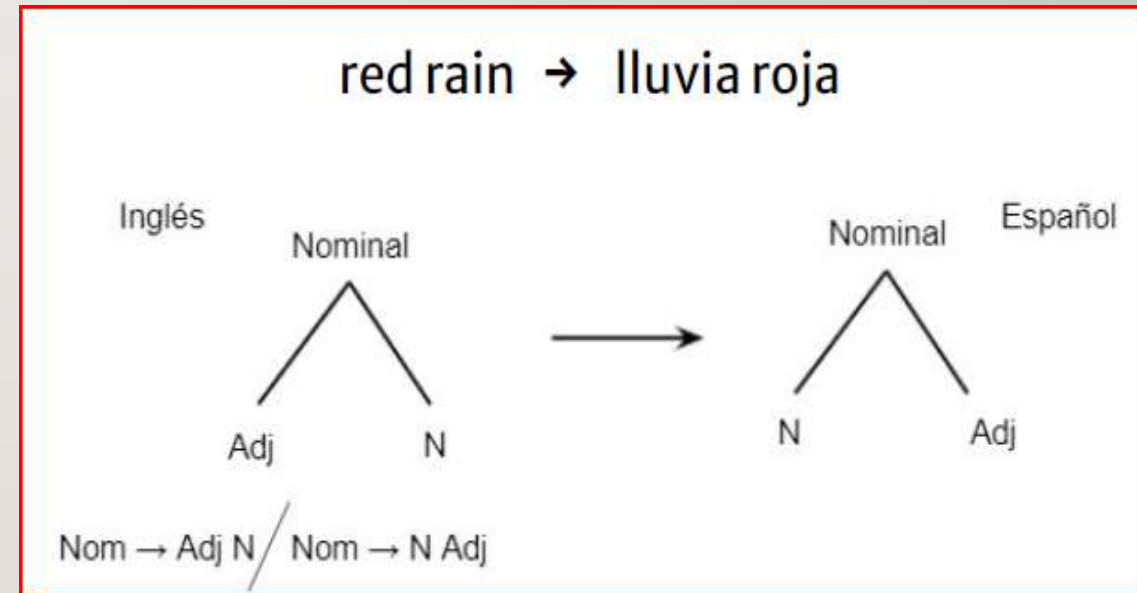 red rain → lluvia roja
Inglés
Nominal
Adj
N
Nominal
Español
N
Adj
Nom → Adj N / Nom → N Adj